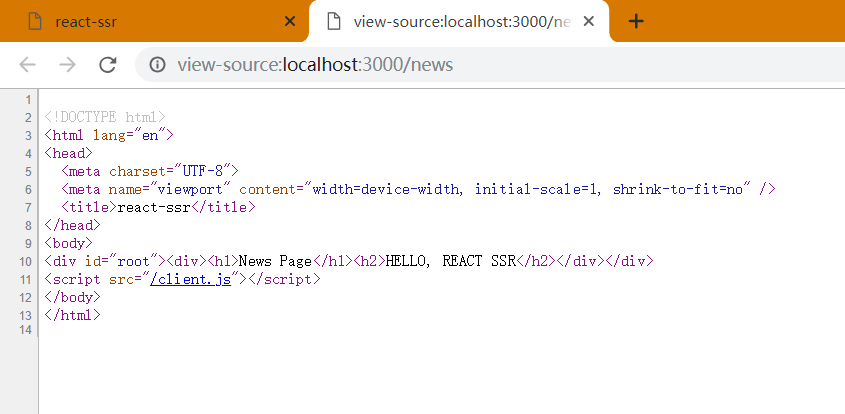 react-ssr
view-source:localhost:3000/ne
view-source:localhost:3000/news
1
2 <!DOCTYPE html>
3 <html lang="en">
4 <head>
5 <meta charset="UTF-8">
6 <meta name="viewport" content="width=device-width, initial-scale=1, shrink-to-fit=no" />
7 <title>react-ssr</title>
8 </head>
9 <body>
10 <div id="root"><div><h1>News Page</h1><h2>HELLO, REACT SSR</h2></div></div>
11 <script src="/client.js"></script>
12 </body>
13 </html>
14